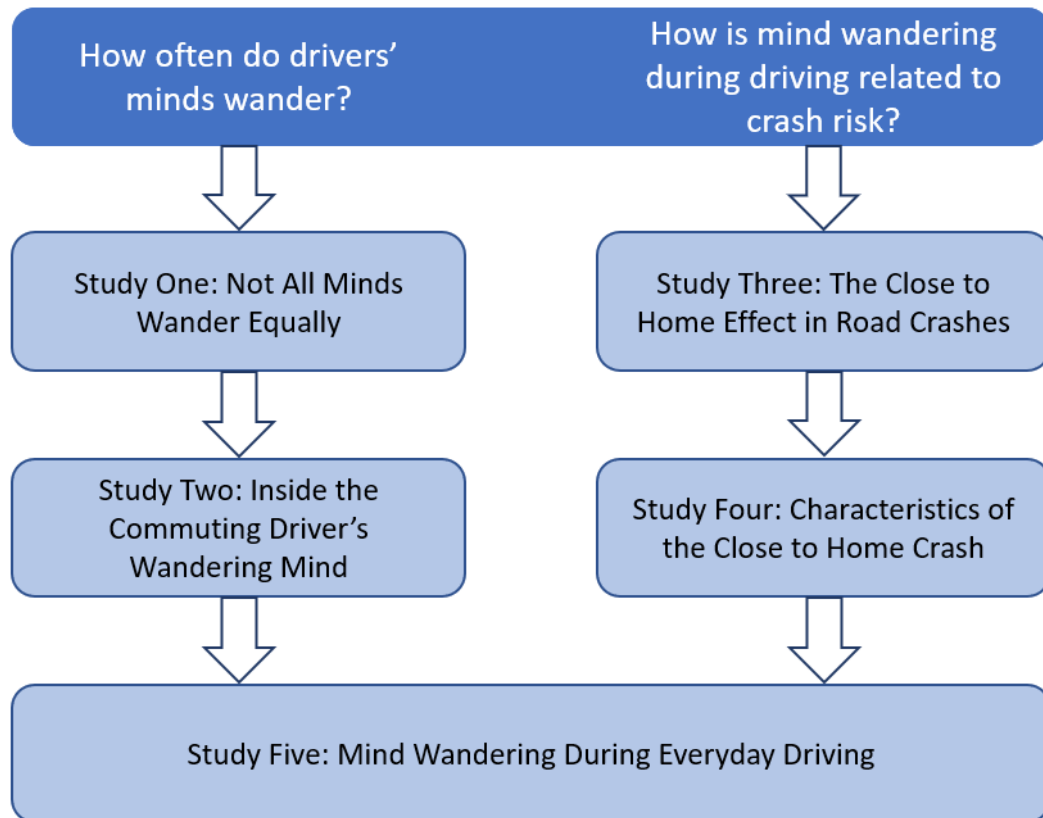 How often do drivers’
minds wander?
How is mind wandering
during driving related to
crash risk?
Study One: Not All Minds
Wander Equally
Study Three: The Close to
Home Effect in Road Crashes
Study Two: Inside the
Commuting Driver’s
Wandering Mind
Study Four: Characteristics of
the Close to Home Crash
Study Five: Mind Wandering During Everyday Driving